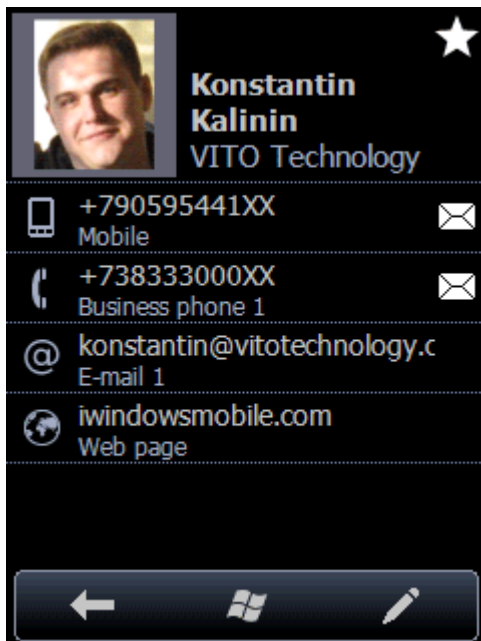 Konstantin
Kalinin
VITO Technology
+790595441XX
Mobile
+738333000XX
Business phone 1
konstantin@vitotechnology.c
E-mail 1
iwindowsmobile.com
Web page